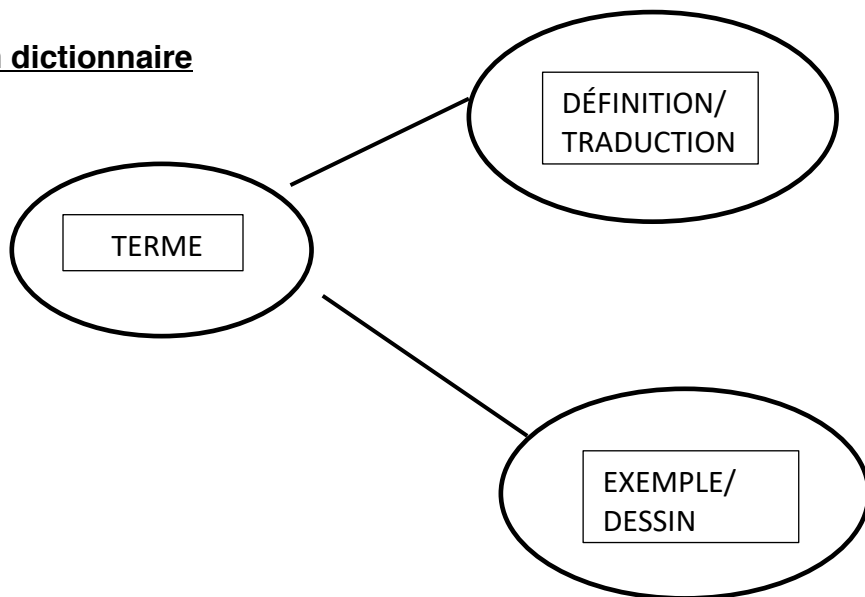 dictionnaire
DÉFINITION/
TRADUCTION
TERME
EXEMPLE/
DESSIN